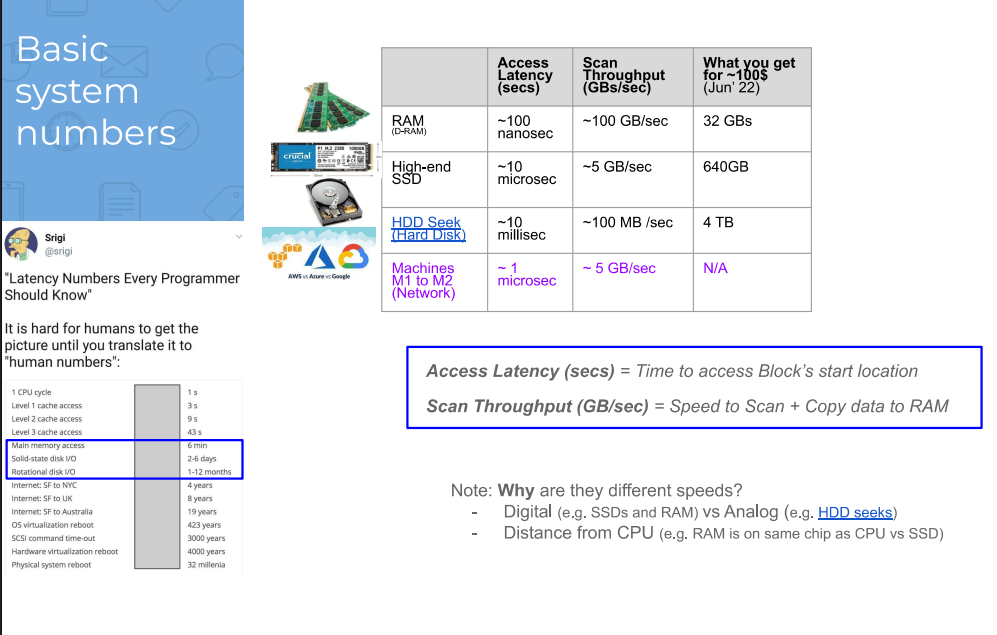 Basic
system
numbers
Srigi
@srigi
"Latency Numbers Every Programmer
Should Know"
It is hard for humans to get the
picture until you translate it to
"human numbers":
1 CPU cycle 1 s
Level 1 cache access 3 s
Level 2 cache access 9 s
Level 3 cache access 43 s
Main memory access 6 min
Solid-state disk I/O 2-6 days
Rotational disk I/O 1-12 months
Internet: SF to NYC 4 years
Internet: SF to UK 8 years
Internet: SF to Australia 19 years
OS virtualization reboot 423 years
SCSI command time-out 3000 years
Hardware virtualization reboot 4000 years
Physical system reboot 32 millenia
crucial
P1 M.2 2280 1000GB
AWS vs Azure vs Google
Access
Latency
(secs)
Scan
Throughput
(GBs/sec)
What you get
for ~100$
(Jun' 22)
RAM
(D-RAM)
~100
nanosec
~100 GB/sec
32 GBs
High-end
SSD
~10
microsec
~5 GB/sec
640GB
HDD Seek
(Hard Disk)
~10
millisec
~100 MB /sec
4 TB
Machines
M1 to M2
(Network)
~ 1
microsec
~ 5 GB/sec
N/A
Access Latency (secs) = Time to access Block's start location
Scan Throughput (GB/sec) = Speed to Scan + Copy data to RAM
Note: Why are they different speeds?
- Digital (e.g. SSDs and RAM) vs Analog (e.g. HDD seeks)
- Distance from CPU (e.g. RAM is on same chip as CPU vs SSD)